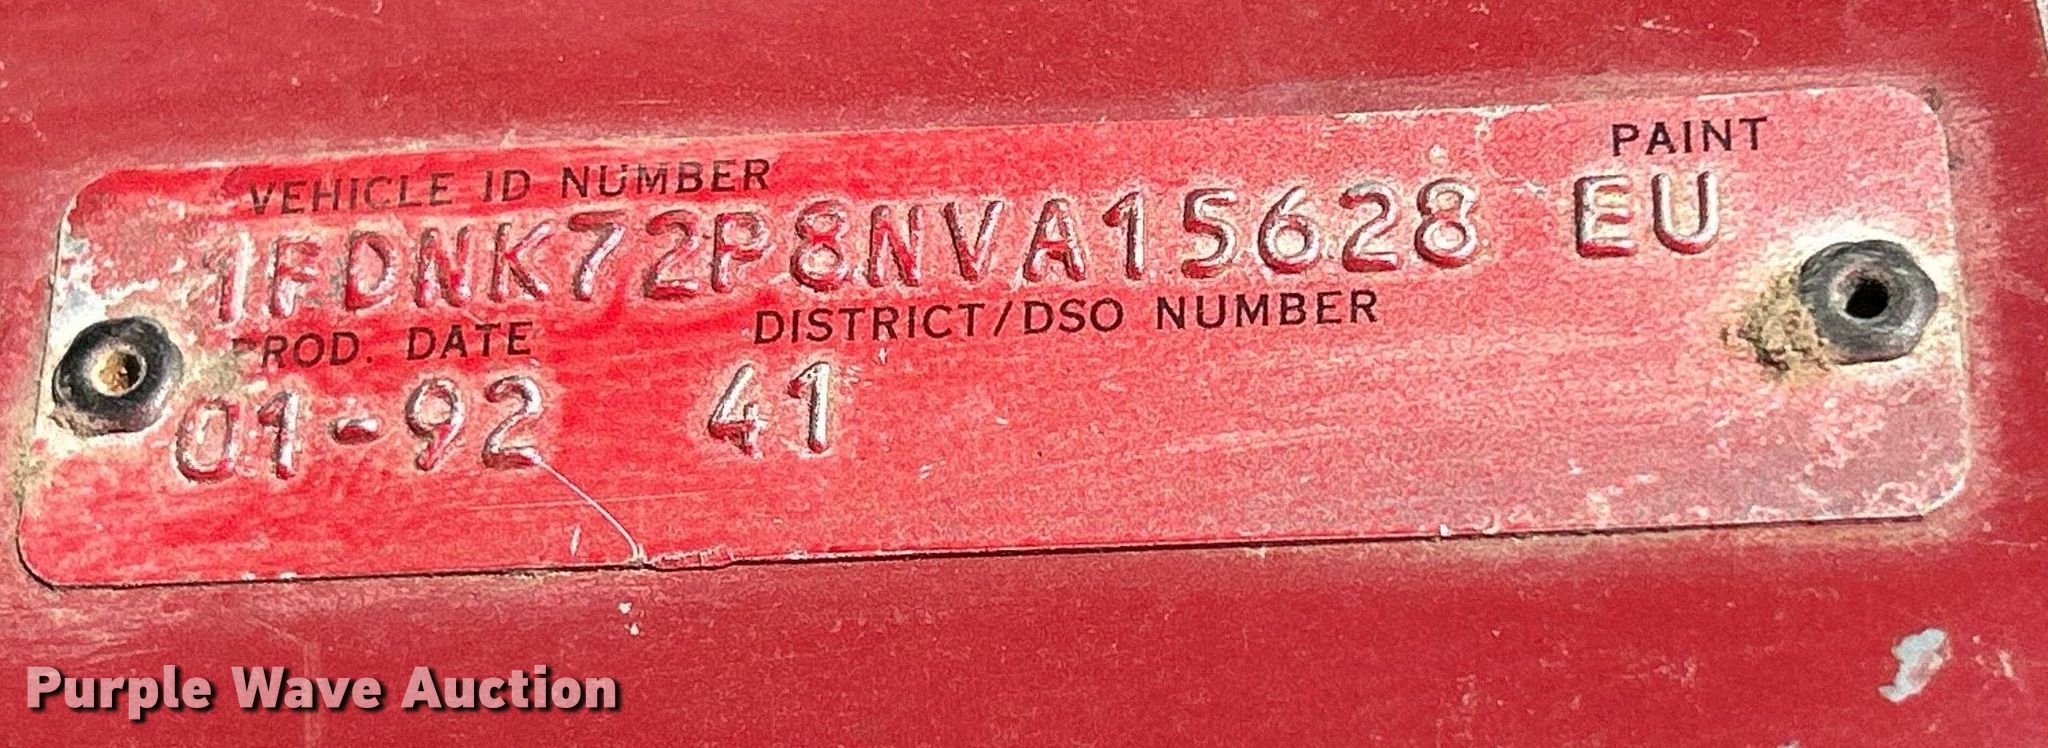 PAINT
VEHICLE ID NUMBER
1FDNK72P8NVA15628 EU
PROD. DATE DISTRICT/DSO NUMBER
01-92 41
Purple Wave Auction